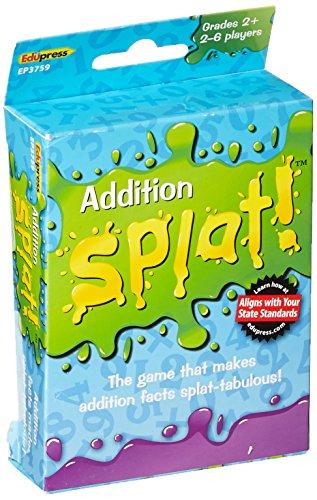 Edupress
EP3759
Grades 2+
2–6 players
Addition
Splat!™
Learn how at
Aligns with Your
State Standards
edupress.com
The game that makes
addition facts splat-tabulous!
Addition
Splat!
Addition